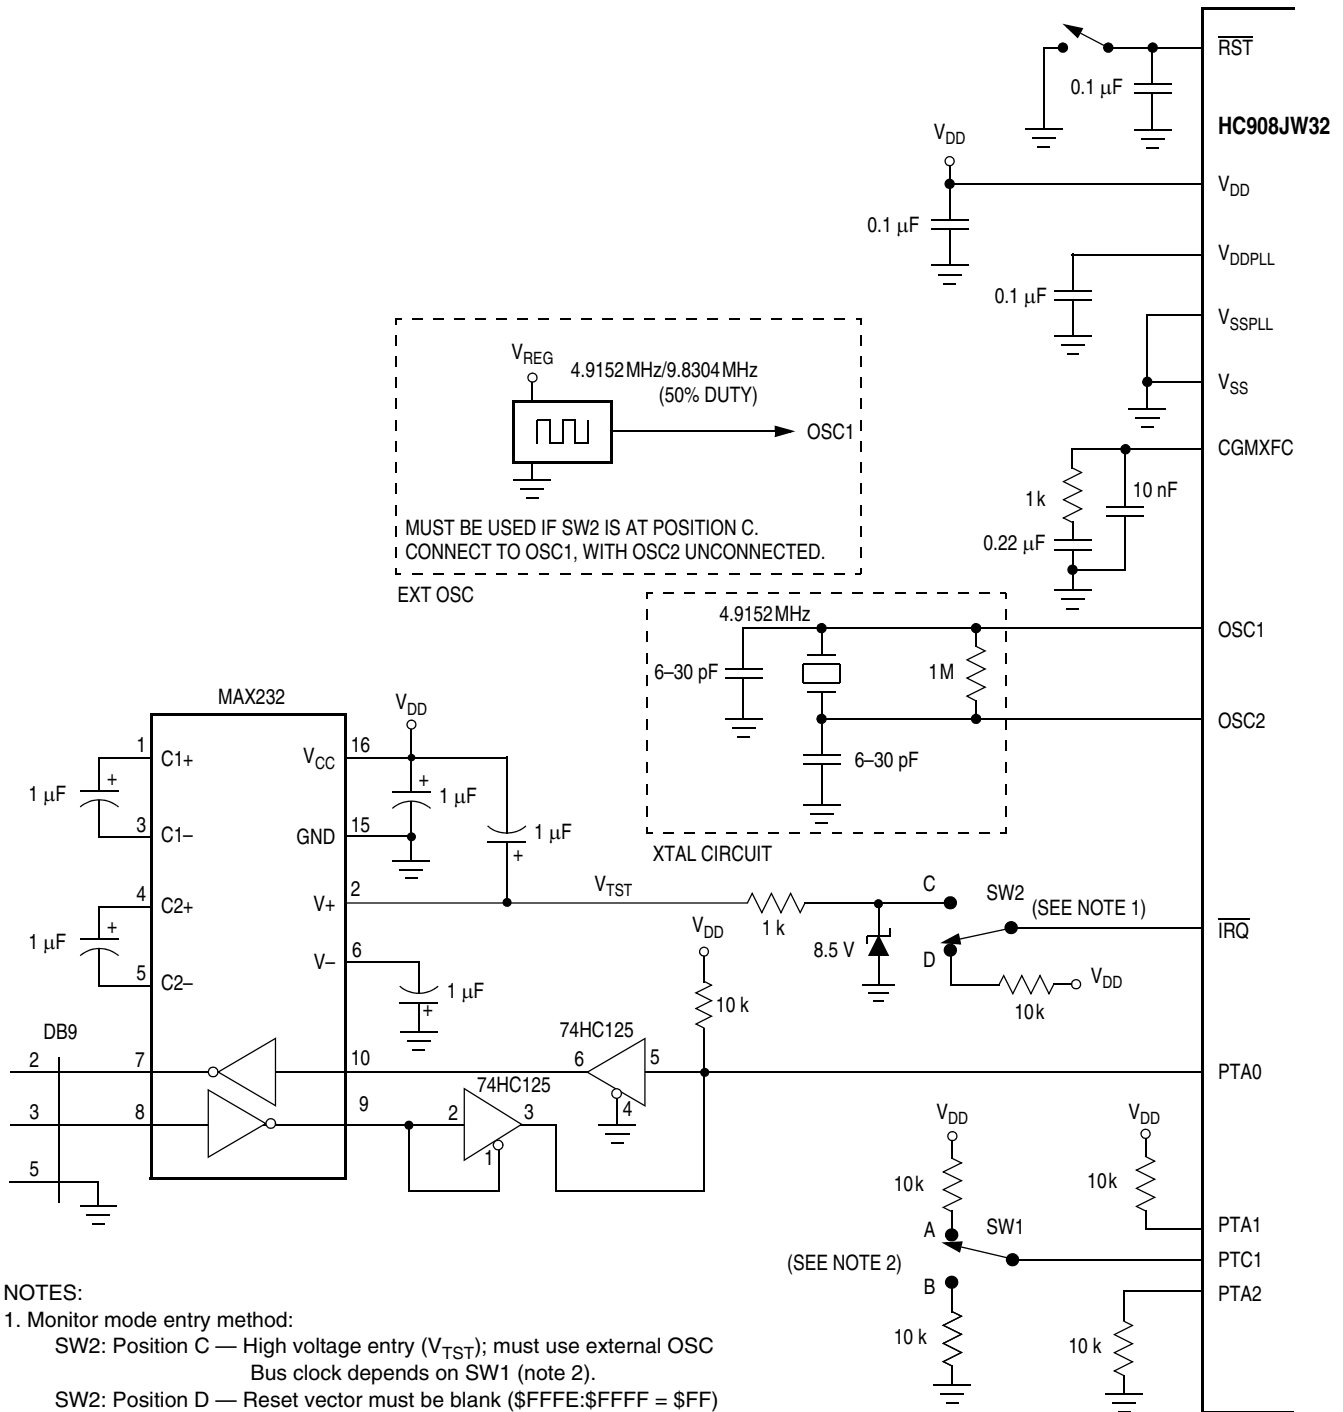 RST
0.1 μF
HC908JW32
VDD
VDD
0.1 μF
VDDPLL
0.1 μF
VSSPLL
VSS
VREG
4.9152MHz/9.8304MHz
(50% DUTY)
OSC1
MUST BE USED IF SW2 IS AT POSITION C.
CONNECT TO OSC1, WITH OSC2 UNCONNECTED.
EXT OSC
CGMXFC
1k
10 nF
0.22 μF
4.9152MHz
OSC1
6–30 pF
1M
OSC2
6–30 pF
XTAL CIRCUIT
MAX232
VDD
1
C1+
VCC
16
1 μF
+
+
1 μF
3
C1–
GND
15
1 μF
+
4
C2+
V+
2
VTST
1 k
8.5 V
C
SW2
(SEE NOTE 1)
IRQ
D
VDD
10k
1 μF
+
5
C2–
V–
6
1 μF
+
VDD
10 k
DB9
2
7
10
74HC125
6
5
4
PTA0
3
8
9
74HC125
2
3
1
5
VDD
VDD
10k
10k
A
SW1
PTA1
(SEE NOTE 2)
PTC1
B
PTA2
10 k
10 k
NOTES:
1. Monitor mode entry method:
SW2: Position C — High voltage entry (VTST); must use external OSC
Bus clock depends on SW1 (note 2).
SW2: Position D — Reset vector must be blank ($FFFE:$FFFF = $FF)